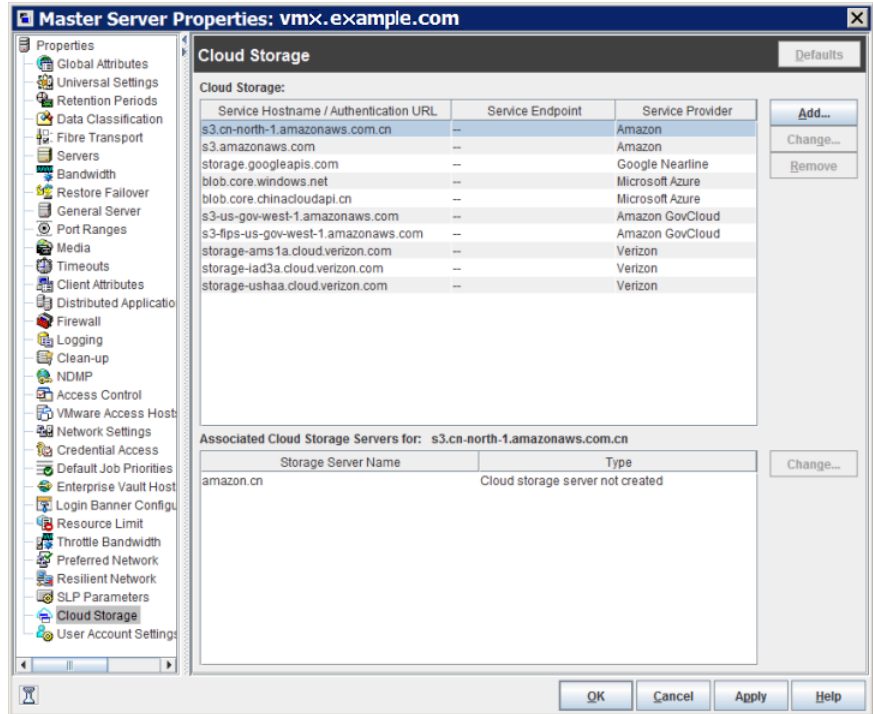 Master Server Properties: vmx.example.com
Properties
Global Attributes
Universal Settings
Retention Periods
Data Classification
Fibre Transport
Servers
Bandwidth
Restore Failover
General Server
Port Ranges
Media
Timeouts
Client Attributes
Distributed Applicatio
Firewall
Logging
Clean-up
NDMP
Access Control
VMware Access Hosts
Network Settings
Credential Access
Default Job Priorities
Enterprise Vault Host
Login Banner Configu
Resource Limit
Throttle Bandwidth
Preferred Network
Resilient Network
SLP Parameters
Cloud Storage
User Account Settings
Cloud Storage
Defaults
Cloud Storage:
Service Hostname / Authentication URL Service Endpoint Service Provider
s3.cn-north-1.amazonaws.com.cn -- Amazon
s3.amazonaws.com -- Amazon
storage.googleapis.com -- Google Nearline
blob.core.windows.net -- Microsoft Azure
blob.core.chinacloudapi.cn -- Microsoft Azure
s3-us-gov-west-1.amazonaws.com -- Amazon GovCloud
s3-fips-us-gov-west-1.amazonaws.com -- Amazon GovCloud
storage-ams1a.cloud.verizon.com -- Verizon
storage-iad3a.cloud.verizon.com -- Verizon
storage-ushaa.cloud.verizon.com -- Verizon
Add...
Change...
Remove
Associated Cloud Storage Servers for: s3.cn-north-1.amazonaws.com.cn
Storage Server Name Type
amazon.cn Cloud storage server not created
Change...
OK Cancel Apply Help